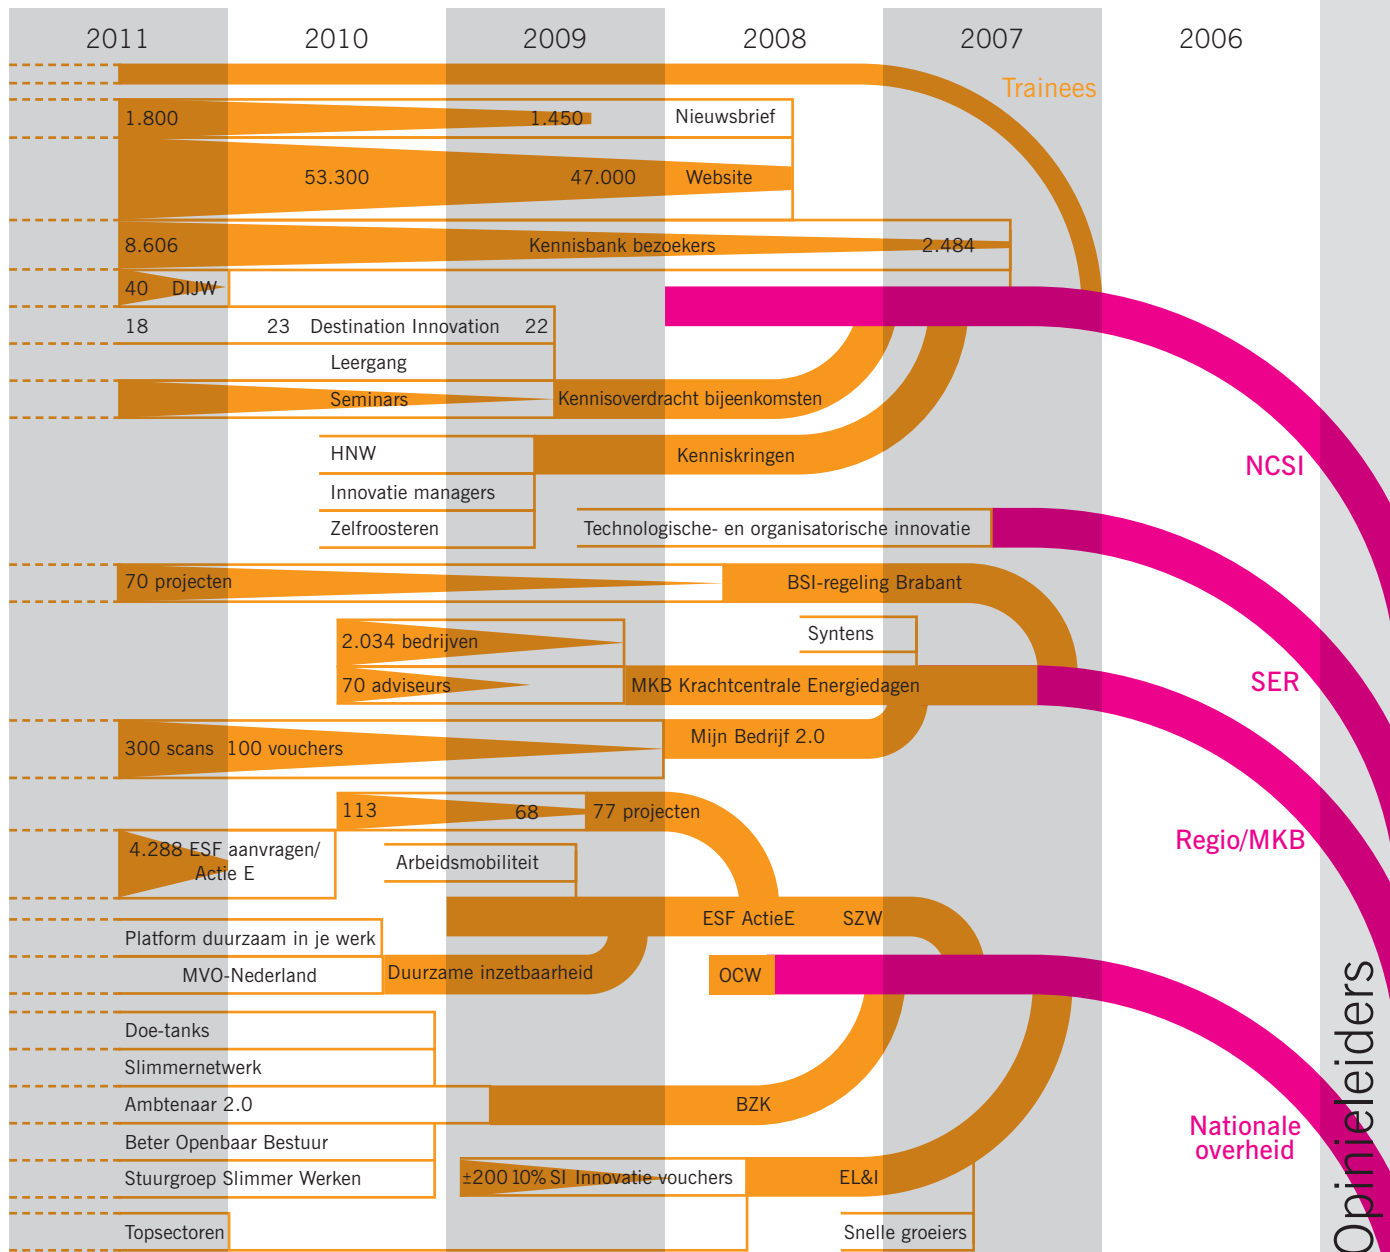 2011 2010 2009 2008 2007 2006
Trainees
1.800 1.450 Nieuwsbrief
53.300 47.000 Website
8.606 Kennisbank bezoekers 2.484
40 DIJW
18 23 Destination Innovation 22
Leergang
Seminars Kennisoverdracht bijeenkomsten
HNW Kenniskringen
NCSI
Innovatie managers
Zelfroosteren Technologische- en organisatorische innovatie
70 projecten BSI-regeling Brabant
2.034 bedrijven Syntens
70 adviseurs MKB Krachtcentrale Energiedagen SER
300 scans 100 vouchers Mijn Bedrijf 2.0
113 68 77 projecten
Regio/MKB
4.288 ESF aanvragen/
Actie E
Arbeidsmobiliteit
ESF ActieE SZW
Platform duurzaam in je werk
MVO-Nederland Duurzame inzetbaarheid OCW
Doe-tanks
Slimmernetwerk
Ambtenaar 2.0 BZK
Nationale
overheid
Beter Openbaar Bestuur
Stuurgroep Slimmer Werken ±200 10% SI Innovatie vouchers EL&I
Topsectoren Snelle groeiers
Opinieleiders